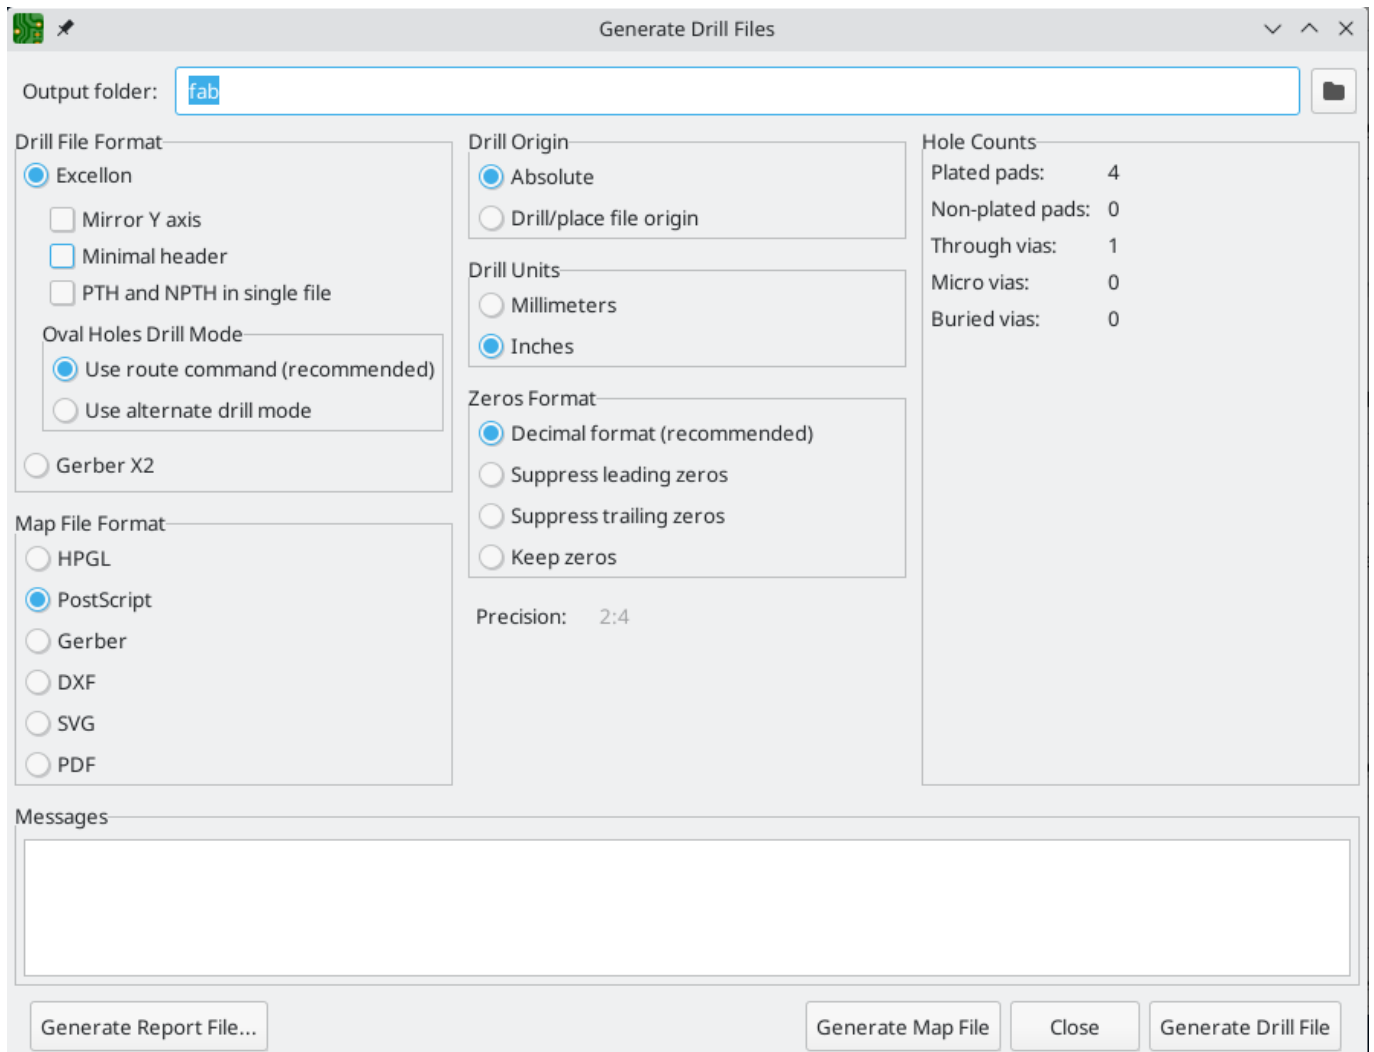 Generate Drill Files
Output folder: fab
Drill File Format
Excellon
Mirror Y axis
Minimal header
PTH and NPTH in single file
Oval Holes Drill Mode
Use route command (recommended)
Use alternate drill mode
Gerber X2
Map File Format
HPGL
PostScript
Gerber
DXF
SVG
PDF
Drill Origin
Absolute
Drill/place file origin
Drill Units
Millimeters
Inches
Zeros Format
Decimal format (recommended)
Suppress leading zeros
Suppress trailing zeros
Keep zeros
Precision: 2:4
Hole Counts
Plated pads: 4
Non-plated pads: 0
Through vias: 1
Micro vias: 0
Buried vias: 0
Messages
Generate Report File... Generate Map File Close Generate Drill File